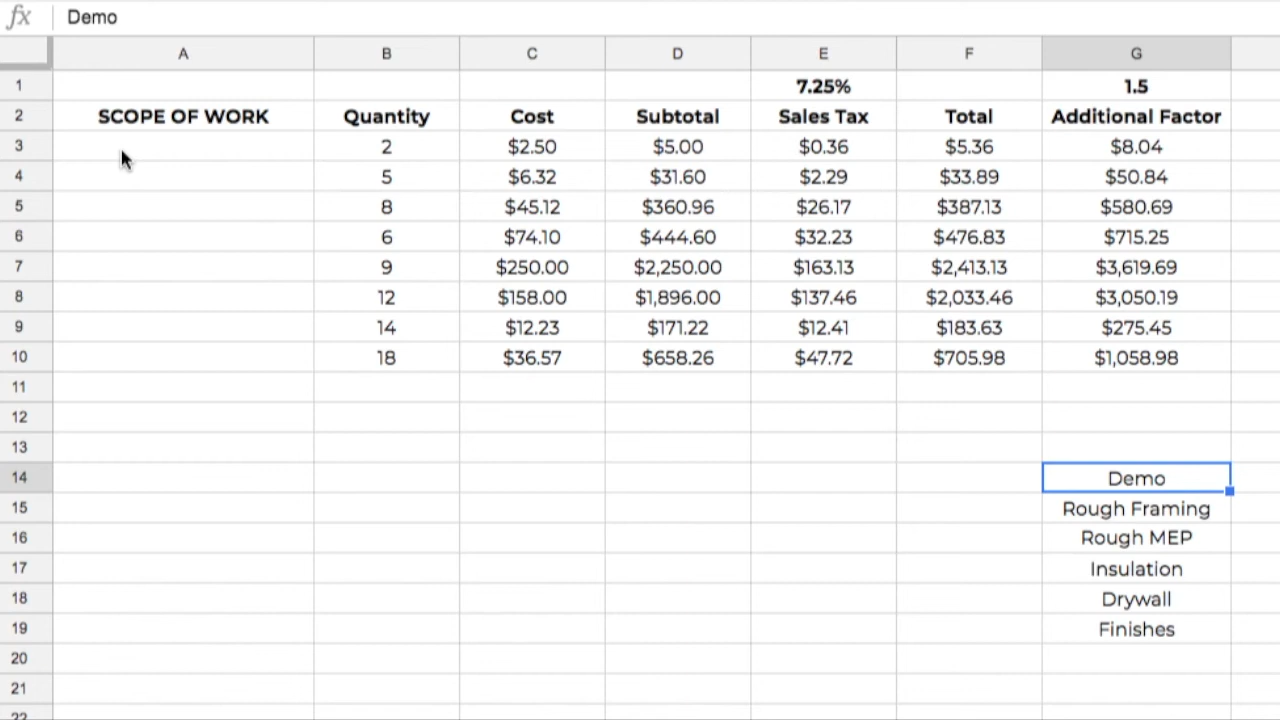 fx Demo
A B C D E F G
1 7.25% 1.5
2 SCOPE OF WORK Quantity Cost Subtotal Sales Tax Total Additional Factor
3 2 $2.50 $5.00 $0.36 $5.36 $8.04
4 5 $6.32 $31.60 $2.29 $33.89 $50.84
5 8 $45.12 $360.96 $26.17 $387.13 $580.69
6 6 $74.10 $444.60 $32.23 $476.83 $715.25
7 9 $250.00 $2,250.00 $163.13 $2,413.13 $3,619.69
8 12 $158.00 $1,896.00 $137.46 $2,033.46 $3,050.19
9 14 $12.23 $171.22 $12.41 $183.63 $275.45
10 18 $36.57 $658.26 $47.72 $705.98 $1,058.98
11
12
13
14 Demo
15 Rough Framing
16 Rough MEP
17 Insulation
18 Drywall
19 Finishes
20
21
22